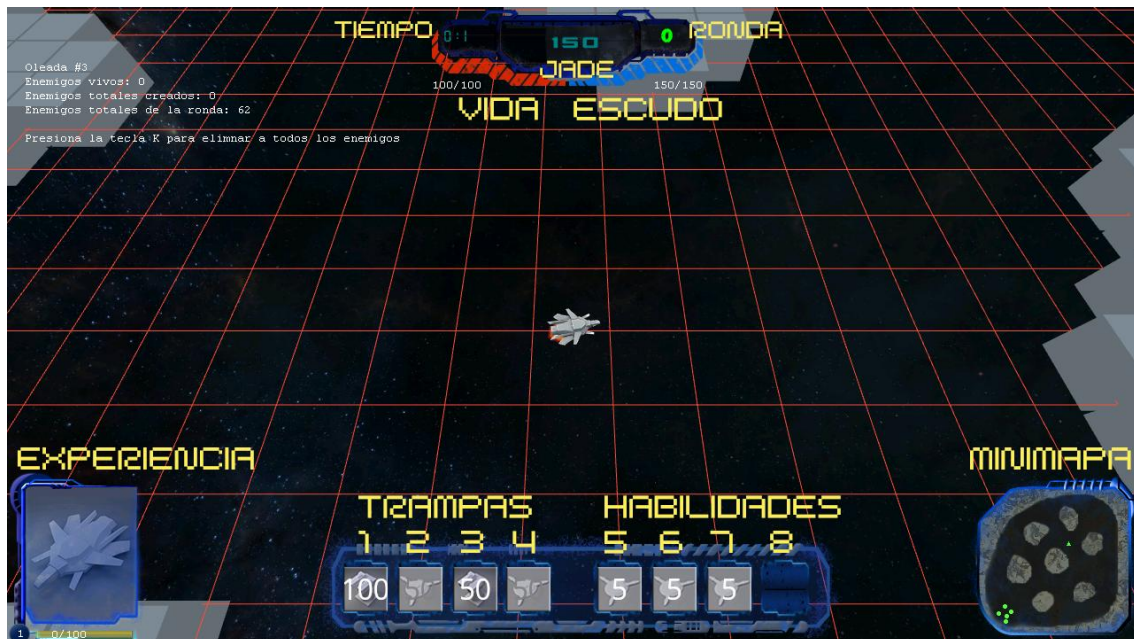 TIEMPO 0:1 150 0 RONDA
JADE
100/100 150/150
VIDA ESCUDO
Oleada #3
Enemigos vivos: 0
Enemigos totales creados: 0
Enemigos totales de la ronda: 62
Presiona la tecla K para elimnar a todos los enemigos
EXPERIENCIA
MINIMAPA
TRAMPAS HABILIDADES
1 2 3 4 5 6 7 8
100 50 5 5 5
1 0/100